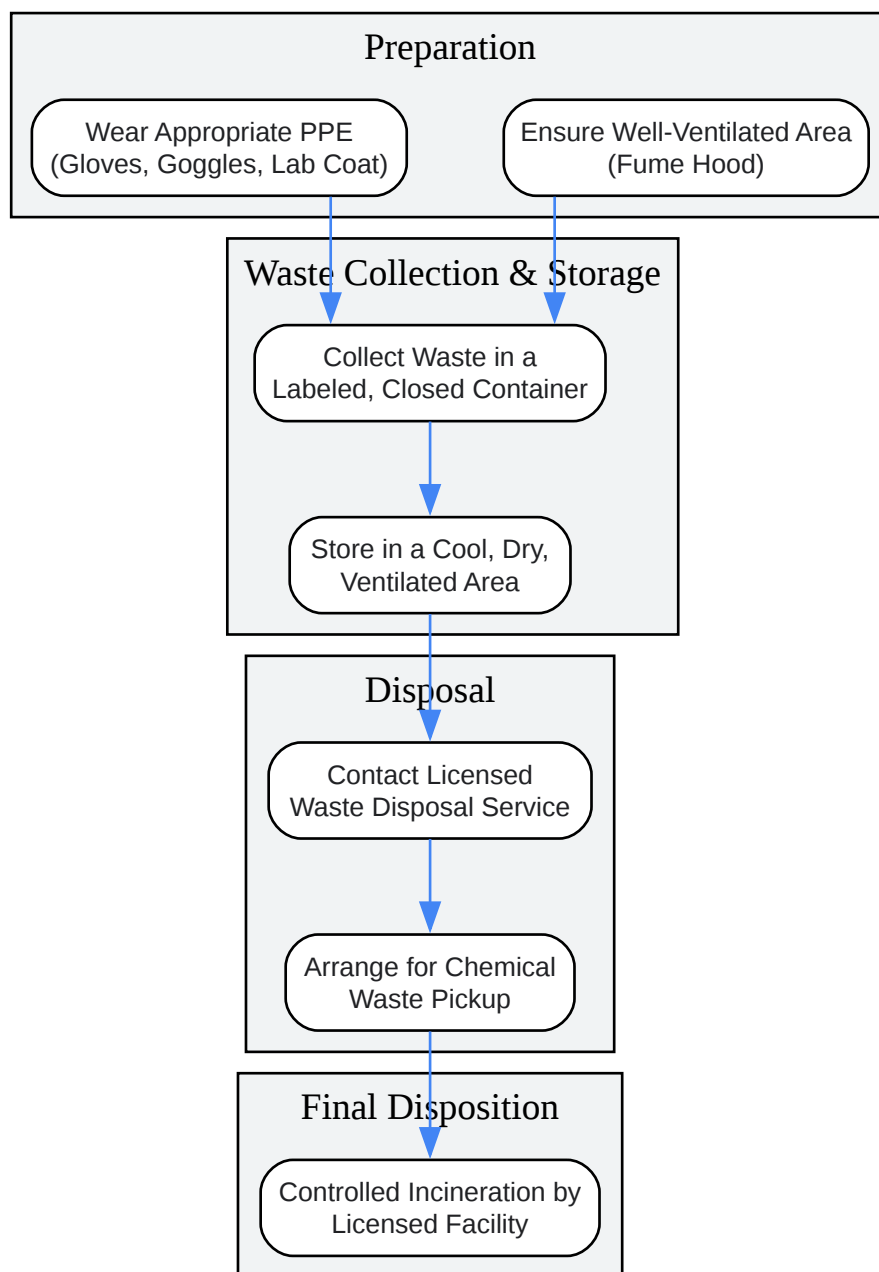 Preparation
Wear Appropriate PPE
(Gloves, Goggles, Lab Coat)
Ensure Well-Ventilated Area
(Fume Hood)
Waste Collection & Storage
Collect Waste in a
Labeled, Closed Container
Store in a Cool, Dry,
Ventilated Area
Disposal
Contact Licensed
Waste Disposal Service
Arrange for Chemical
Waste Pickup
Final Disposition
Controlled Incineration by
Licensed Facility